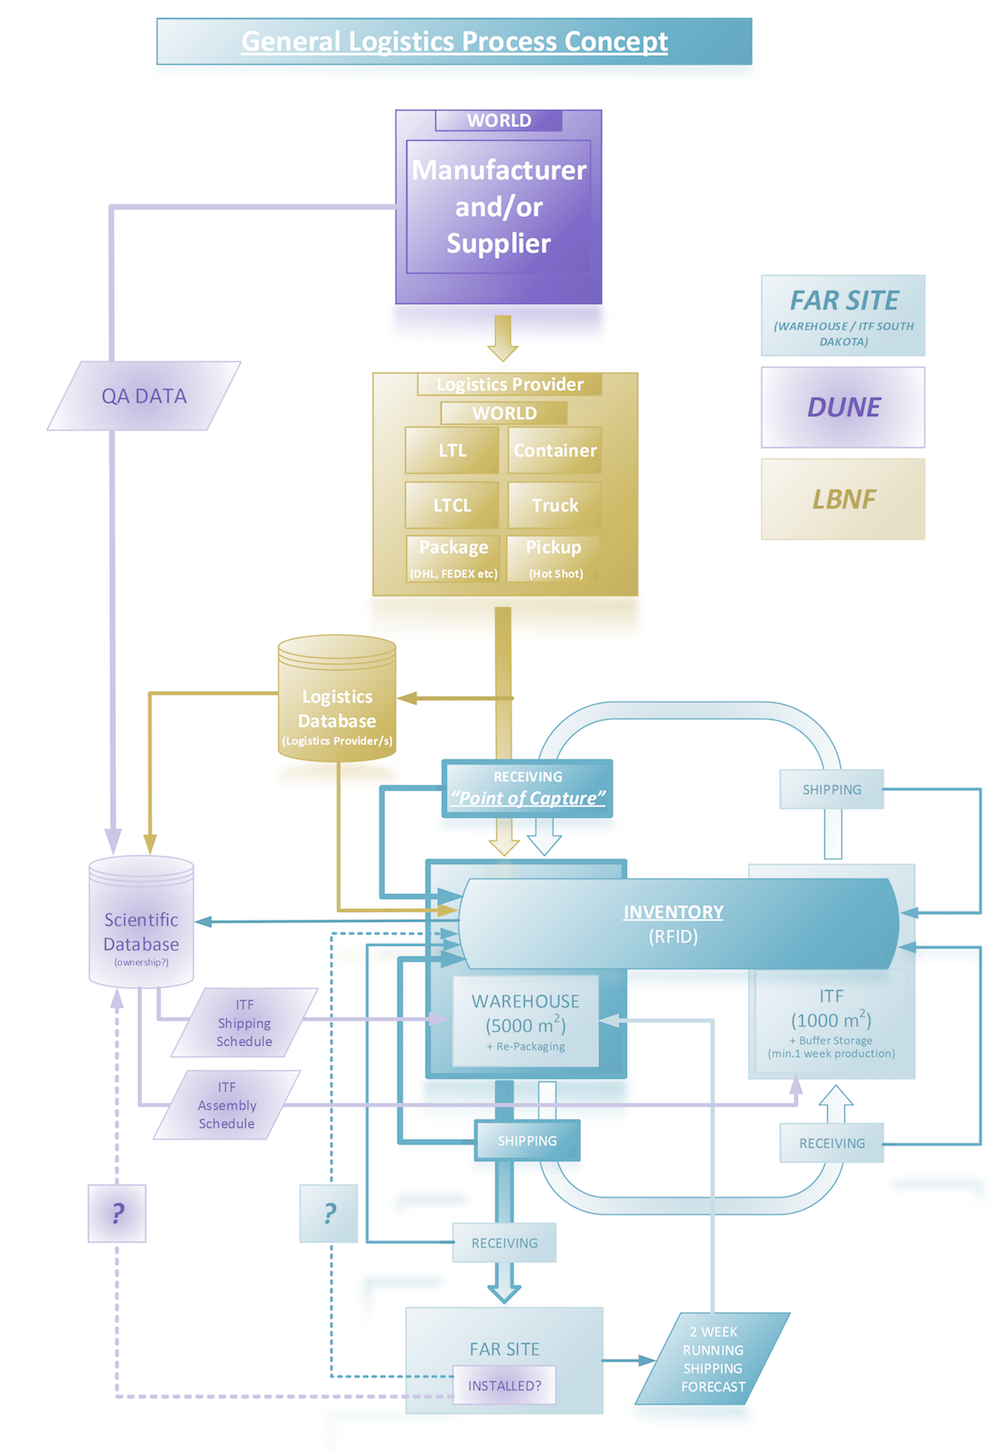 General Logistics Process Concept
WORLD
Manufacturer
and/or
Supplier
FAR SITE
(WAREHOUSE / ITF SOUTH
DAKOTA)
QA DATA
Logistics Provider
WORLD
DUNE
LTL
Container
LTCL
Truck
LBNF
Package
(DHL, FEDEX etc)
Pickup
(Hot Shot)
Logistics
Database
(Logistics Provider/s)
RECEIVING
"Point of Capture"
SHIPPING
Scientific
Database
(ownership?)
INVENTORY
(RFID)
ITF
Shipping
Schedule
WAREHOUSE
(5000 m²)
+ Re-Packaging
ITF
(1000 m²)
+ Buffer Storage
(min.1 week production)
ITF
Assembly
Schedule
SHIPPING
RECEIVING
?
?
RECEIVING
FAR SITE
INSTALLED?
2 WEEK
RUNNING
SHIPPING
FORECAST